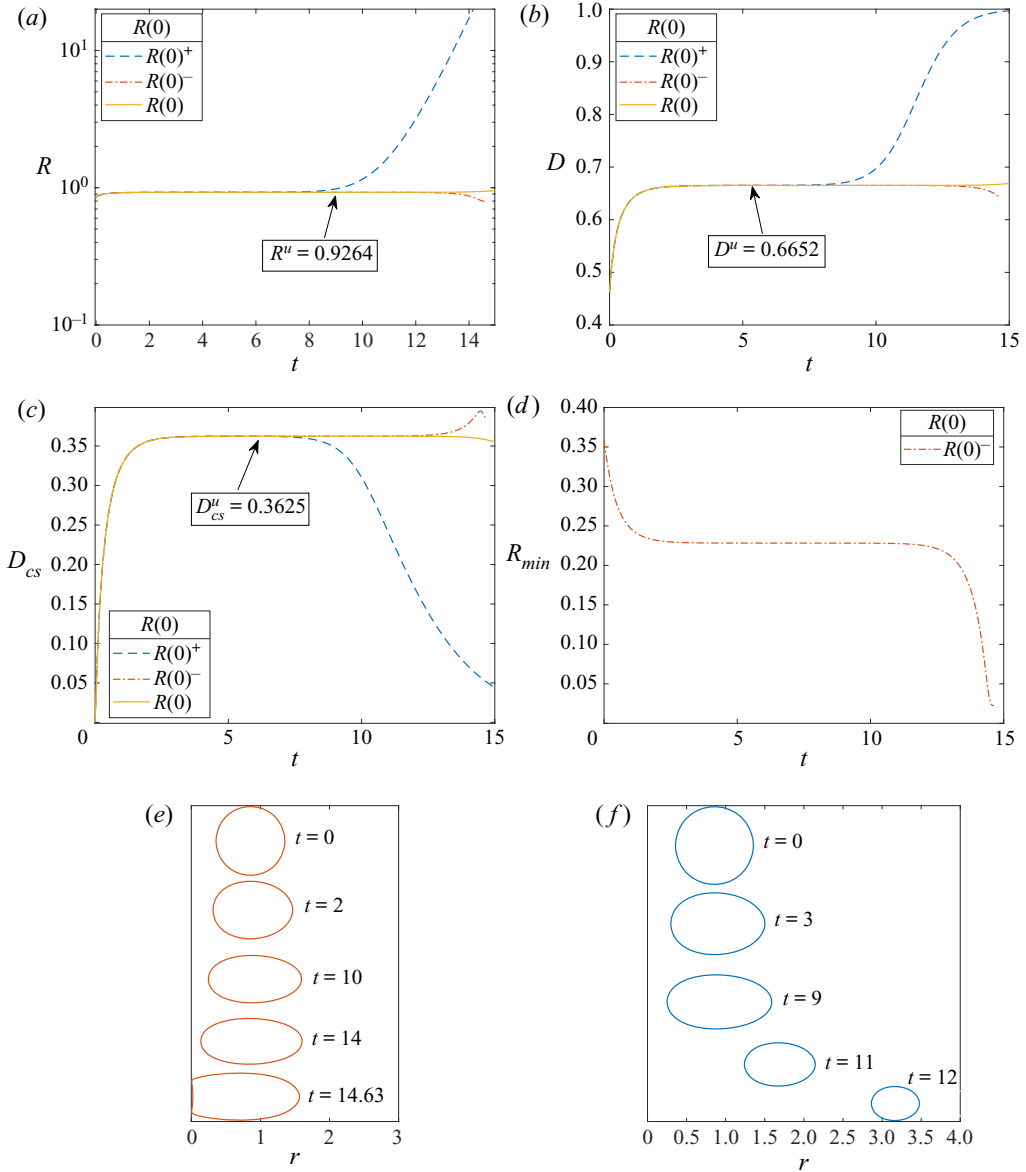 (a)
R(0)
R(0)⁺
R(0)⁻
R(0)
10¹
10⁰
10⁻¹
R
Rᵘ = 0.9264
0 2 4 6 8 10 12 14
t
(b)
R(0)
R(0)⁺
R(0)⁻
R(0)
1.0
0.9
0.8
0.7
0.6
0.5
0.4
D
Dᵘ = 0.6652
0 5 10 15
t
(c)
0.35
0.30
0.25
0.20
0.15
0.10
0.05
D_cs
Dᵘ_cs = 0.3625
R(0)
R(0)⁺
R(0)⁻
R(0)
0 5 10 15
t
(d)
R(0)
R(0)⁻
0.40
0.35
0.30
0.25
0.20
0.15
0.10
0.05
R_min
0 5 10 15
t
(e)
t = 0
t = 2
t = 10
t = 14
t = 14.63
0 1 2 3
r
(f)
t = 0
t = 3
t = 9
t = 11
t = 12
0 0.5 1.0 1.5 2.0 2.5 3.0 3.5 4.0
r